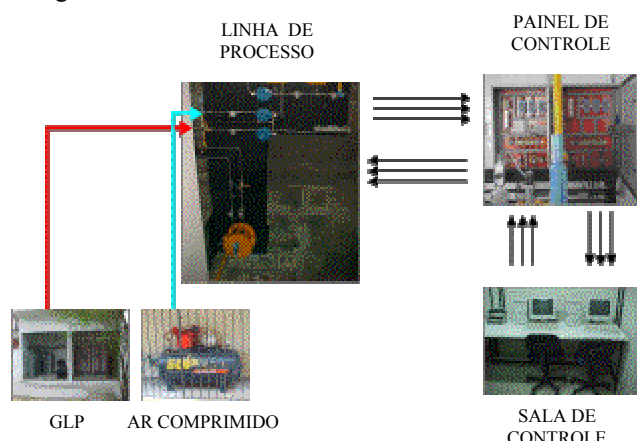 LINHA DE
PROCESSO
PAINEL DE
CONTROLE
GLP
AR COMPRIMIDO
SALA DE
CONTROLE